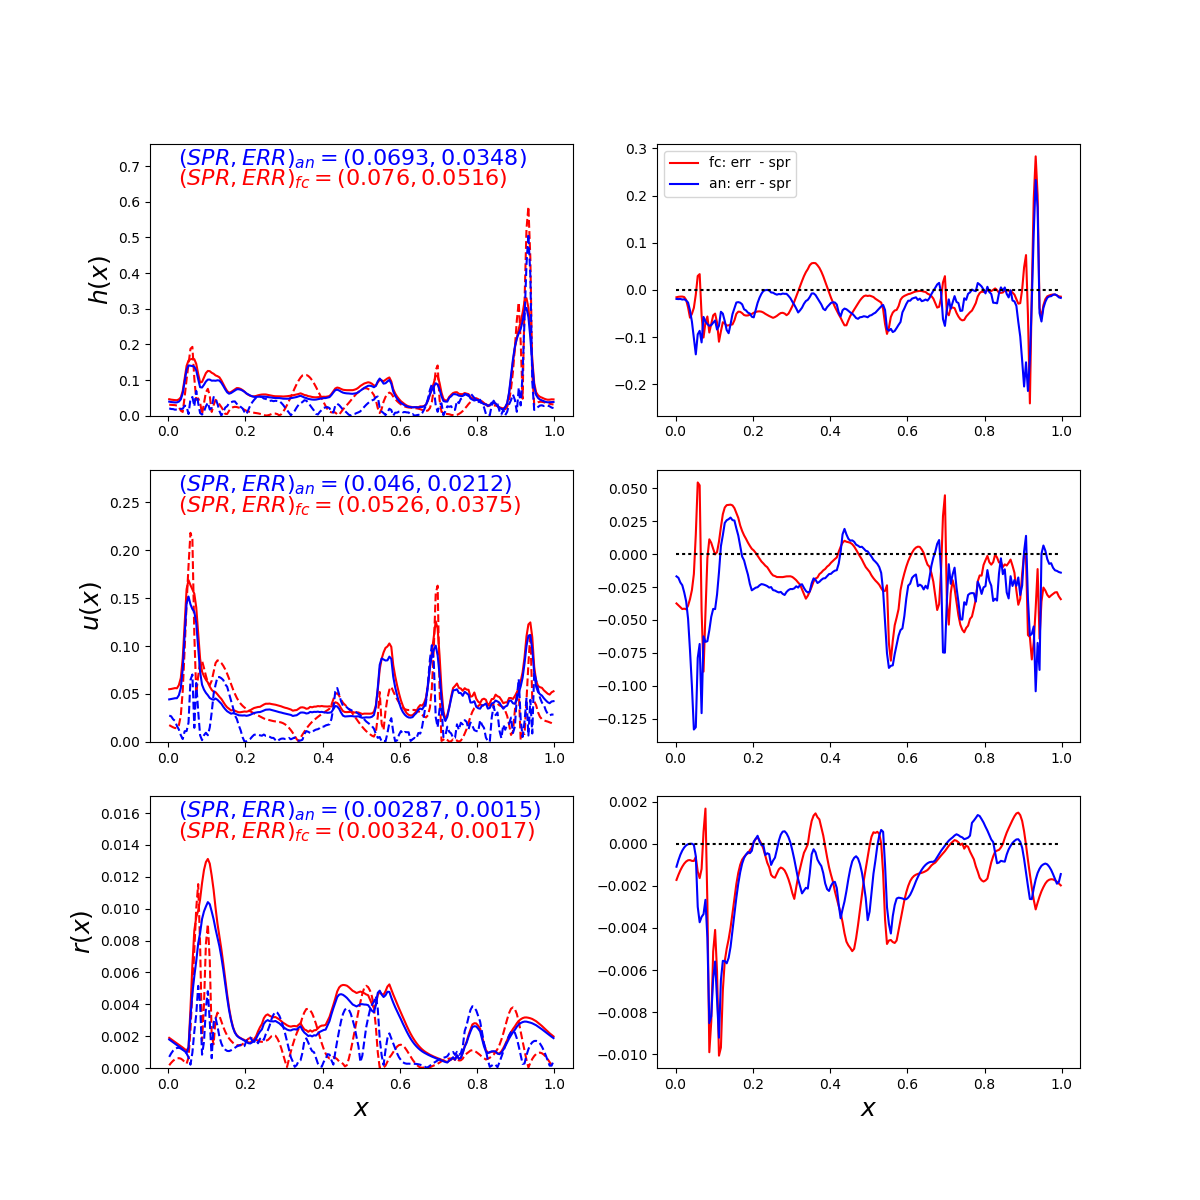 (SPR, ERR)an = (0.0693, 0.0348)
(SPR, ERR)fc = (0.076, 0.0516)
h(x)
0.7
0.6
0.5
0.4
0.3
0.2
0.1
0.0
0.0 0.2 0.4 0.6 0.8 1.0
fc: err - spr
an: err - spr
0.3
0.2
0.1
0.0
−0.1
−0.2
0.0 0.2 0.4 0.6 0.8 1.0
(SPR, ERR)an = (0.046, 0.0212)
(SPR, ERR)fc = (0.0526, 0.0375)
u(x)
0.25
0.20
0.15
0.10
0.05
0.00
0.0 0.2 0.4 0.6 0.8 1.0
0.050
0.025
0.000
−0.025
−0.050
−0.075
−0.100
−0.125
0.0 0.2 0.4 0.6 0.8 1.0
(SPR, ERR)an = (0.00287, 0.0015)
(SPR, ERR)fc = (0.00324, 0.0017)
r(x)
0.016
0.014
0.012
0.010
0.008
0.006
0.004
0.002
0.000
0.0 0.2 0.4 0.6 0.8 1.0
x
0.002
0.000
−0.002
−0.004
−0.006
−0.008
−0.010
0.0 0.2 0.4 0.6 0.8 1.0
x